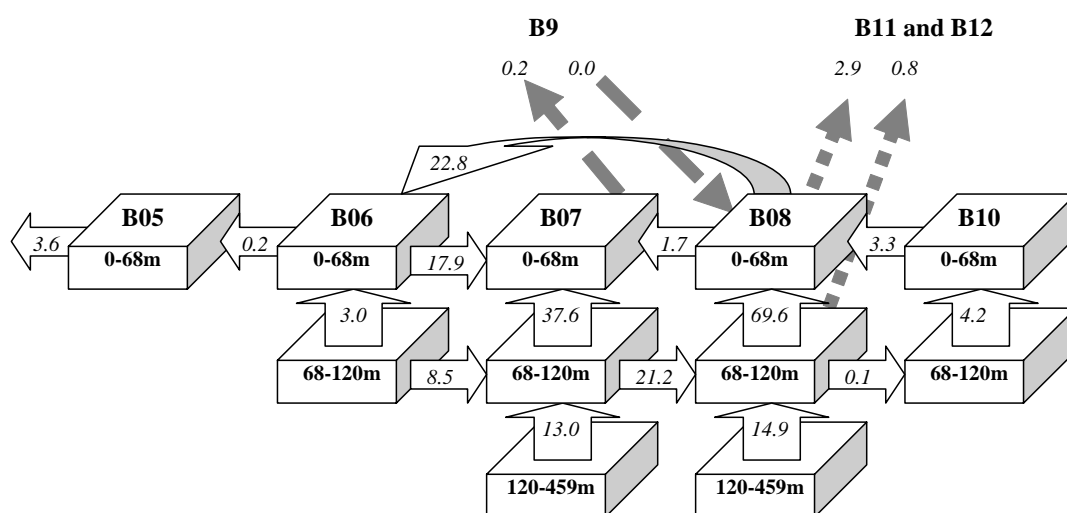 B9
B11 and B12
0.2
0.0
2.9
0.8
22.8
B05
B06
B07
B08
B10
3.6
0.2
17.9
1.7
3.3
0-68m
0-68m
0-68m
0-68m
0-68m
3.0
37.6
69.6
4.2
68-120m
8.5
68-120m
21.2
68-120m
0.1
68-120m
13.0
14.9
120-459m
120-459m